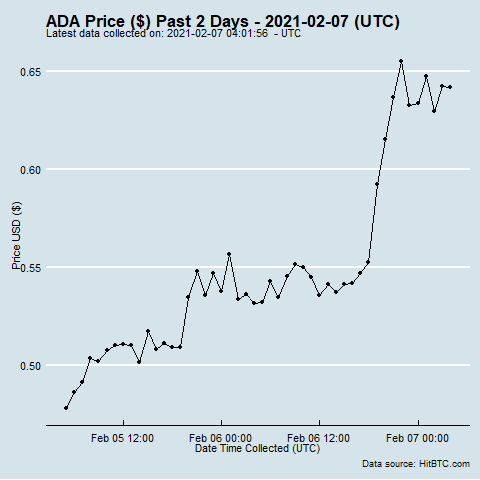 ADA Price ($) Past 2 Days - 2021-02-07 (UTC)
Latest data collected on: 2021-02-07 04:01:56 - UTC
0.65
0.60
0.55
0.50
Price USD ($)
Feb 05 12:00
Feb 06 00:00
Feb 06 12:00
Feb 07 00:00
Date Time Collected (UTC)
Data source: HitBTC.com